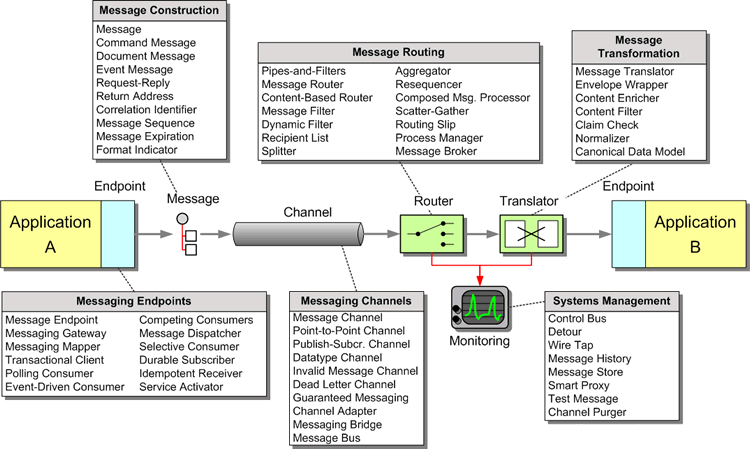 Message Construction
Message
Command Message
Document Message
Event Message
Request-Reply
Return Address
Correlation Identifier
Message Sequence
Message Expiration
Format Indicator
Message Routing
Pipes-and-Filters
Message Router
Content-Based Router
Message Filter
Dynamic Filter
Recipient List
Splitter
Aggregator
Resequencer
Composed Msg. Processor
Scatter-Gather
Routing Slip
Process Manager
Message Broker
Message
Transformation
Message Translator
Envelope Wrapper
Content Enricher
Content Filter
Claim Check
Normalizer
Canonical Data Model
Endpoint
Message
Channel
Router
Translator
Endpoint
Application
A
Application
B
Messaging Endpoints
Message Endpoint
Messaging Gateway
Messaging Mapper
Transactional Client
Polling Consumer
Event-Driven Consumer
Competing Consumers
Message Dispatcher
Selective Consumer
Durable Subscriber
Idempotent Receiver
Service Activator
Messaging Channels
Message Channel
Point-to-Point Channel
Publish-Subcr. Channel
Datatype Channel
Invalid Message Channel
Dead Letter Channel
Guaranteed Messaging
Channel Adapter
Messaging Bridge
Message Bus
Monitoring
Systems Management
Control Bus
Detour
Wire Tap
Message History
Message Store
Smart Proxy
Test Message
Channel Purger